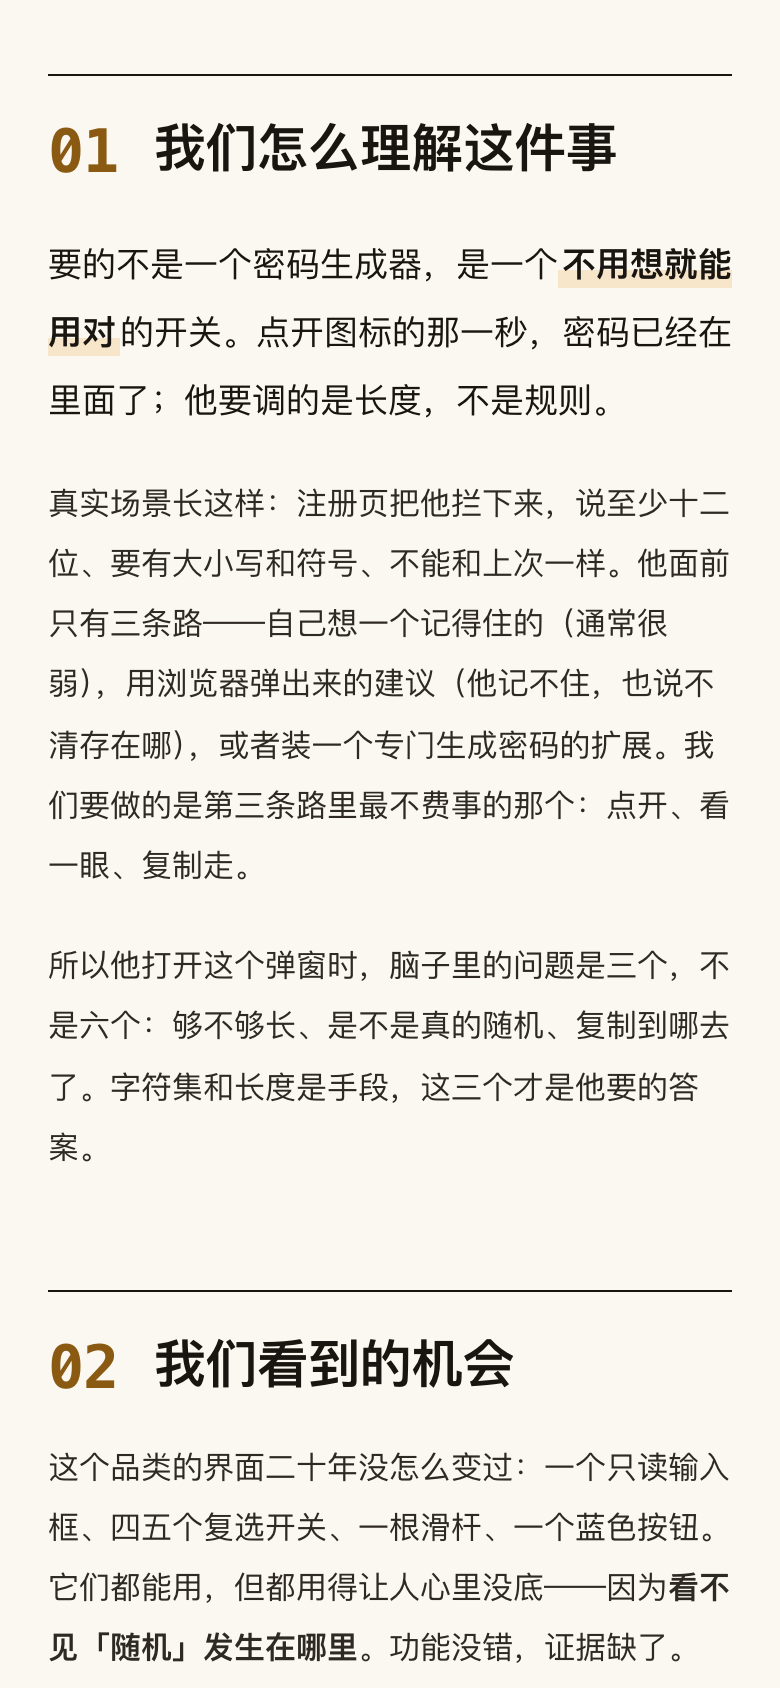 01 我们怎么理解这件事
要的不是一个密码生成器，是一个不用想就能
用对的开关。点开图标的那一秒，密码已经在
里面了；他要调的是长度，不是规则。
真实场景长这样：注册页把他拦下来，说至少十二
位、要有大小写和符号、不能和上次一样。他面前
只有三条路——自己想一个记得住的（通常很
弱），用浏览器弹出来的建议（他记不住，也说不
清存在哪），或者装一个专门生成密码的扩展。我
们要做的是第三条路里最不费事的那个：点开、看
一眼、复制走。
所以他打开这个弹窗时，脑子里的问题是三个，不
是六个：够不够长、是不是真的随机、复制到哪去
了。字符集和长度是手段，这三个才是他要的答
案。
02 我们看到的机会
这个品类的界面二十年没怎么变过：一个只读输入
框、四五个复选开关、一根滑杆、一个蓝色按钮。
它们都能用，但都用得让人心里没底——因为看不
见「随机」发生在哪里。功能没错，证据缺了。